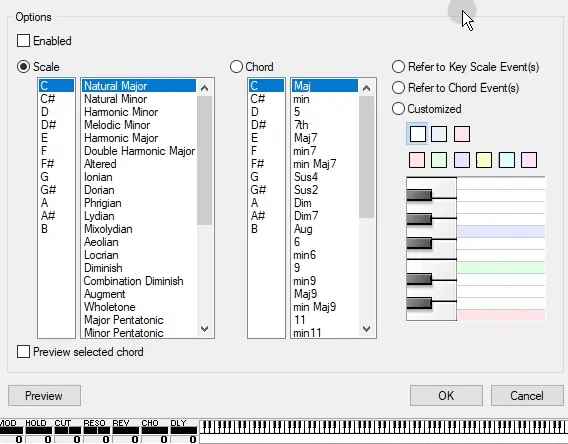 Options
Enabled
Scale
Chord
Refer to Key Scale Event(s)
Refer to Chord Event(s)
Customized
C
C#
D
D#
E
F
F#
G
G#
A
A#
B
Natural Major
Natural Minor
Harmonic Minor
Melodic Minor
Harmonic Major
Double Harmonic Major
Altered
Ionian
Dorian
Phrigian
Lydian
Mixolydian
Aeolian
Locrian
Diminish
Combination Diminish
Augment
Wholetone
Major Pentatonic
Minor Pentatonic
C
C#
D
D#
E
F
F#
G
G#
A
A#
B
Maj
min
5
7th
Maj7
min7
min Maj7
Sus4
Sus2
Dim
Dim7
Aug
6
min6
9
min9
Maj9
min Maj9
11
min11
Preview selected chord
Preview
OK
Cancel
MOD HOLD CUT RESO REV CHO DLY
0 0 0 0 0 0 0